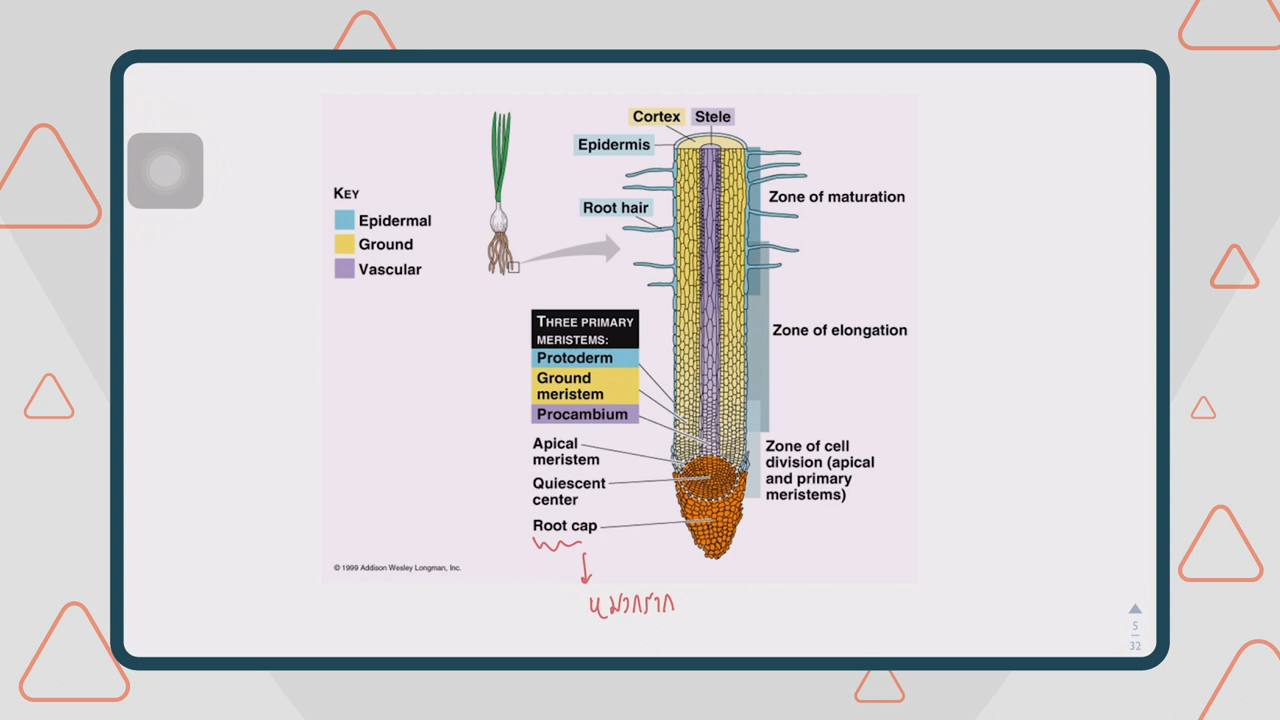 Cortex
Stele
Epidermis
Root hair
Zone of maturation
KEY
Epidermal
Ground
Vascular
THREE PRIMARY
MERISTEMS:
Protoderm
Ground
meristem
Procambium
Zone of elongation
Apical
meristem
Quiescent
center
Root cap
Zone of cell
division (apical
and primary
meristems)
© 1999 Addison Wesley Longman, Inc.
หมวกราก
5
32